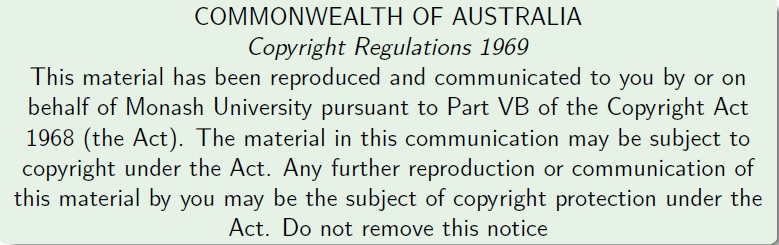 COMMONWEALTH OF AUSTRALIA
Copyright Regulations 1969
This material has been reproduced and communicated to you by or on
behalf of Monash University pursuant to Part VB of the Copyright Act
1968 (the Act). The material in this communication may be subject to
copyright under the Act. Any further reproduction or communication of
this material by you may be the subject of copyright protection under the
Act. Do not remove this notice